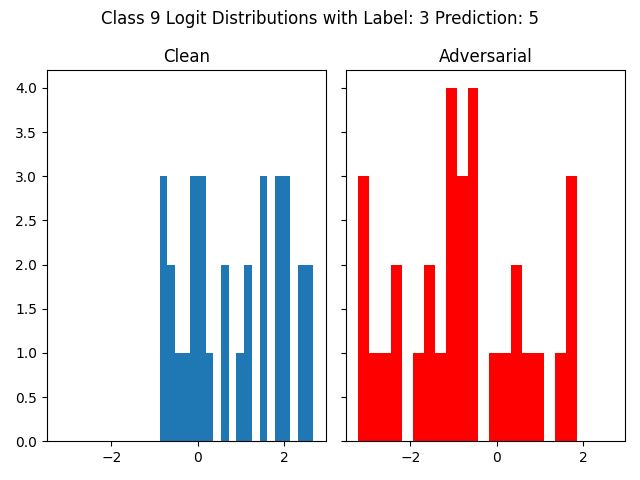 Class 9 Logit Distributions with Label: 3 Prediction: 5
Clean
Adversarial
4.0
3.5
3.0
2.5
2.0
1.5
1.0
0.5
0.0
−2 0 2
−2 0 2